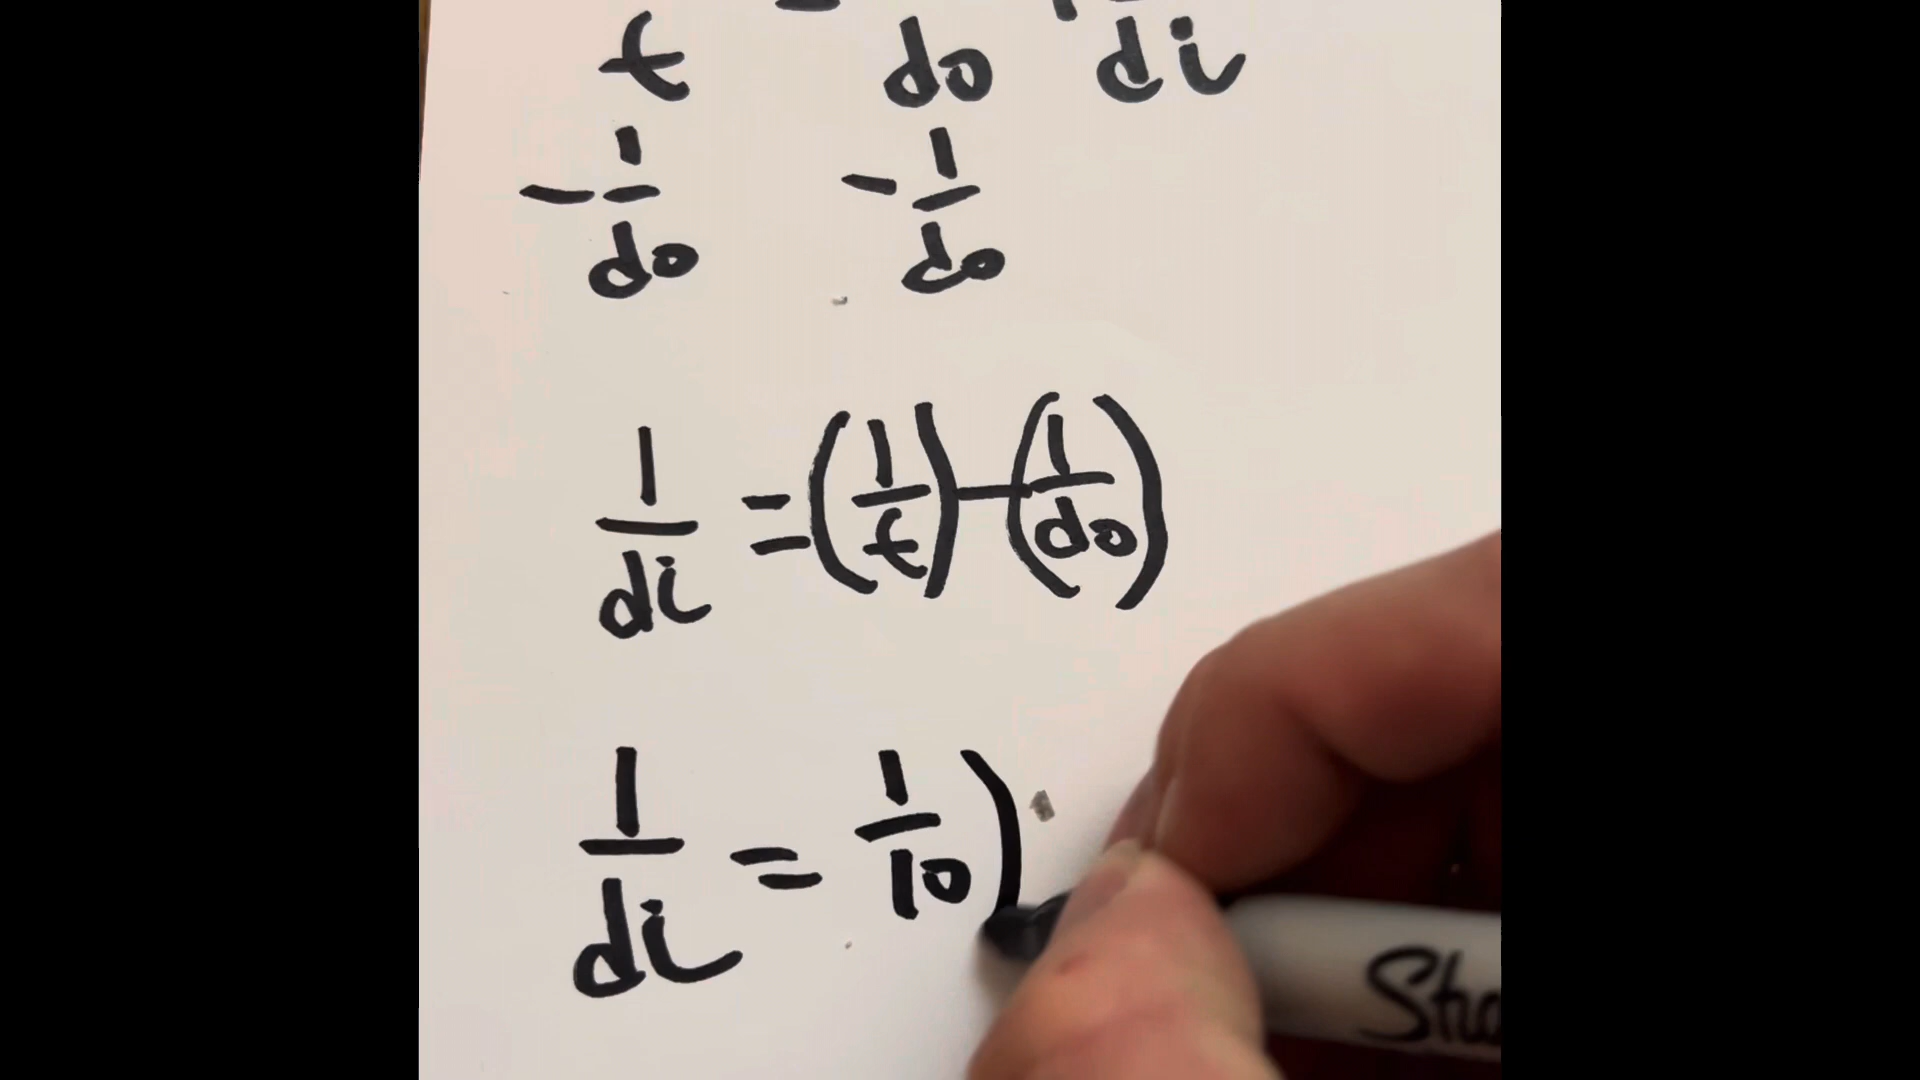 f = do + di
- 1/do - 1/do
1/di = (1/f) - (1/do)
1/di = 1/10)
Sha